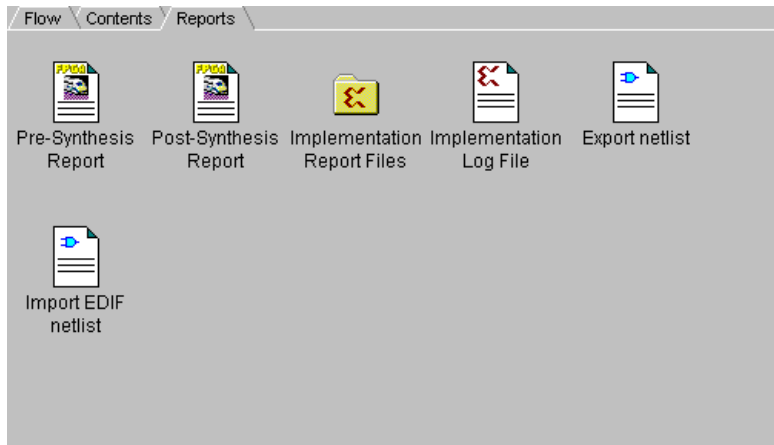 Flow
Contents
Reports
Pre-Synthesis
Report
Post-Synthesis
Report
Implementation
Report Files
Implementation
Log File
Export netlist
Import EDIF
netlist